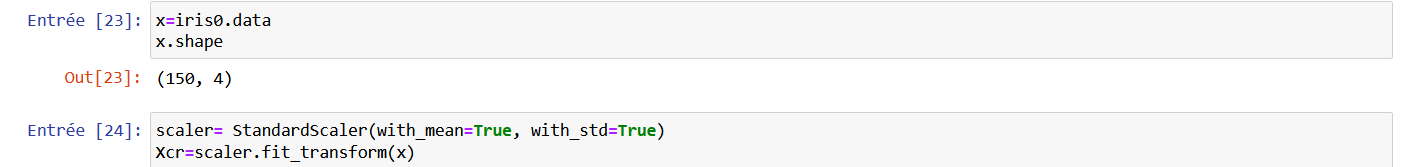 Entrée [23]: x=iris0.data
x.shape
Out[23]: (150, 4)
Entrée [24]: scaler= StandardScaler(with_mean=True, with_std=True)
Xcr=scaler.fit_transform(x)